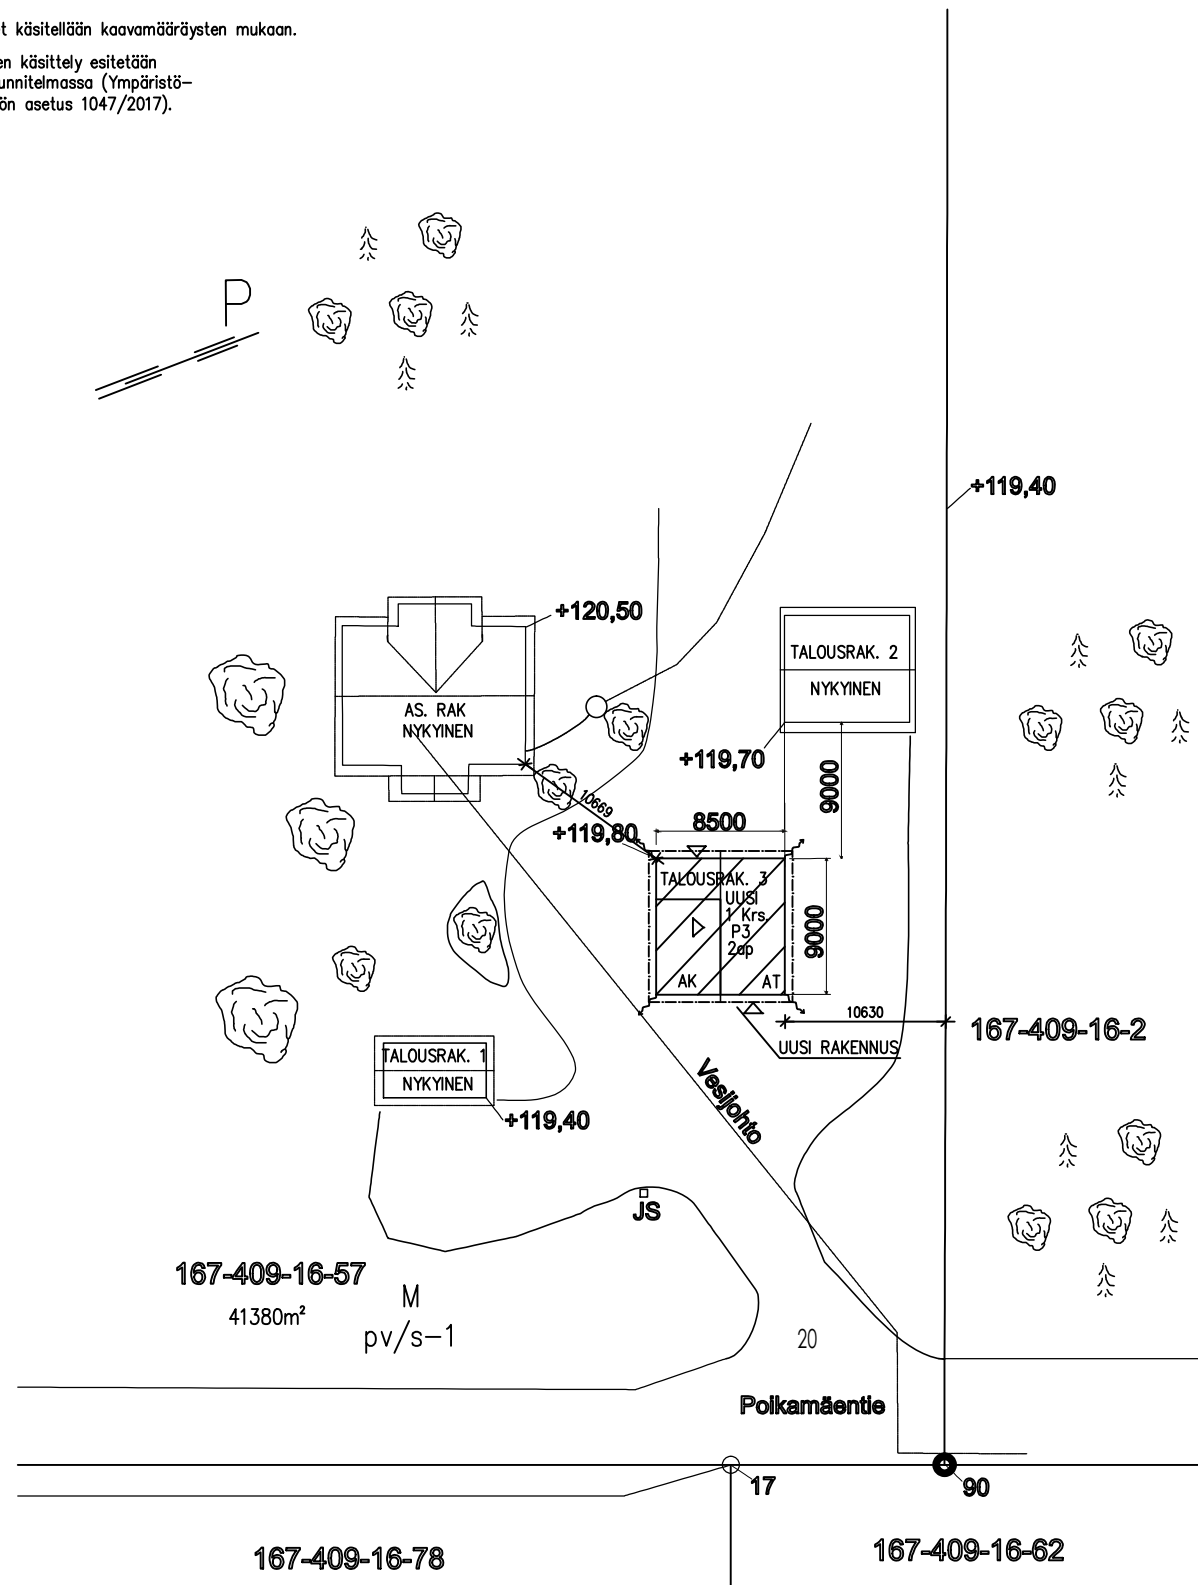 t käsitellään kaavamääräysten mukaan.
en käsittely esitetään
unnitelmassa (Ympäristö–
ön asetus 1047/2017).
P
+119,40
+120,50
TALOUSRAK. 2
NYKYINEN
AS. RAK
NYKYINEN
+119,70
9000
10669
8500
+119,80
TALOUSRAK. 3
UUSI
1 Krs.
P3
2ap
9000
AK
AT
10630
167-409-16-2
UUSI RAKENNUS
TALOUSRAK. 1
NYKYINEN
Vesijohto
+119,40
JS
167-409-16-57
41380m²
M
pv/s–1
20
Poikamäentie
17
90
167-409-16-78
167-409-16-62